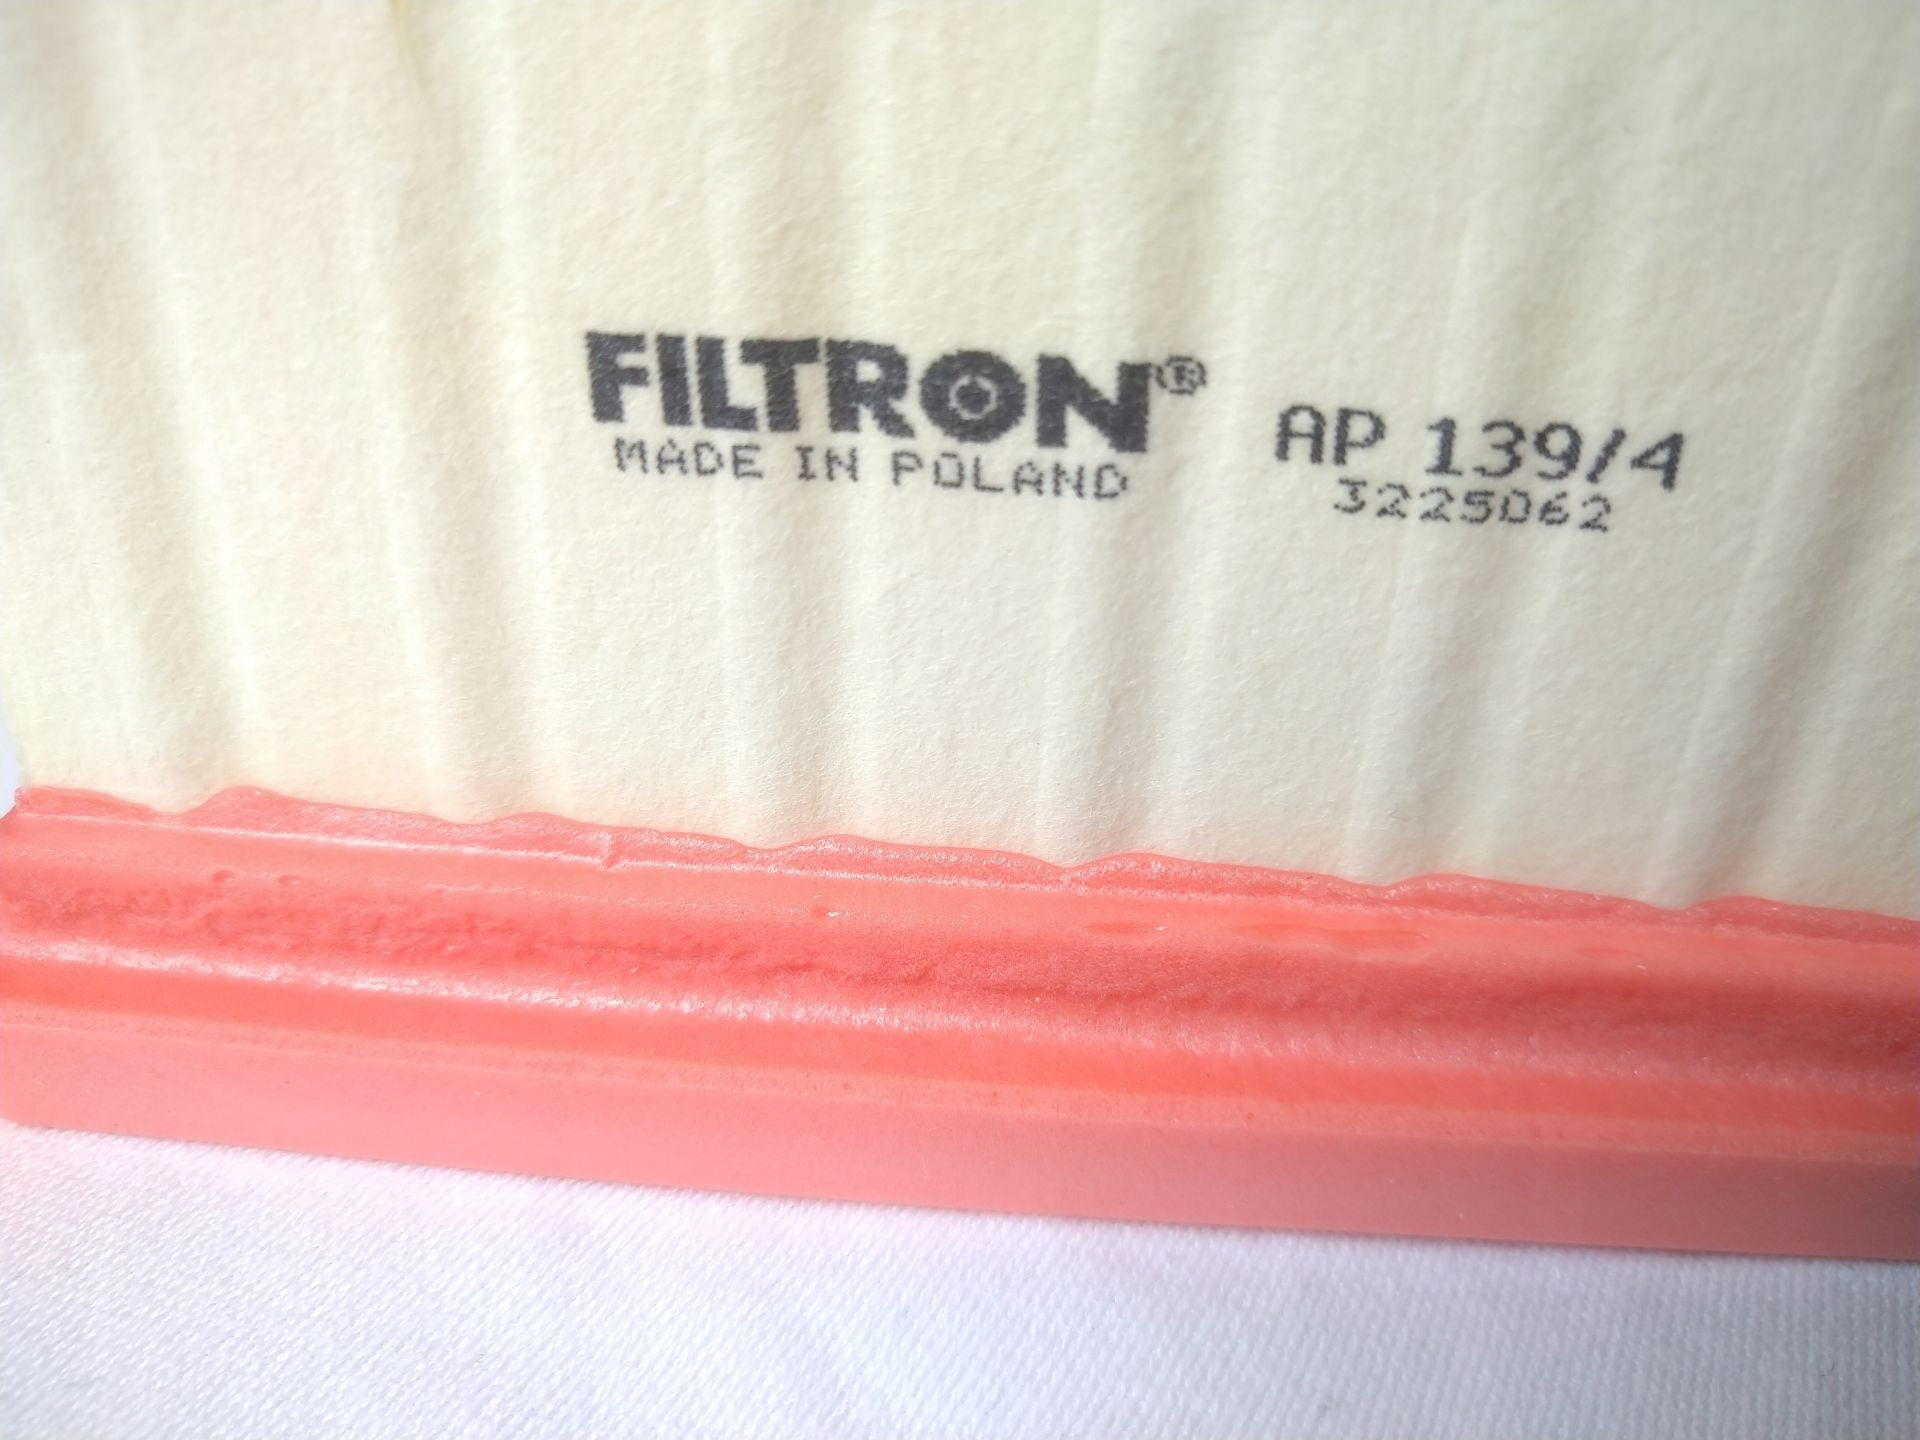 FILTRON®
MADE IN POLAND
AP 139/4
3225062